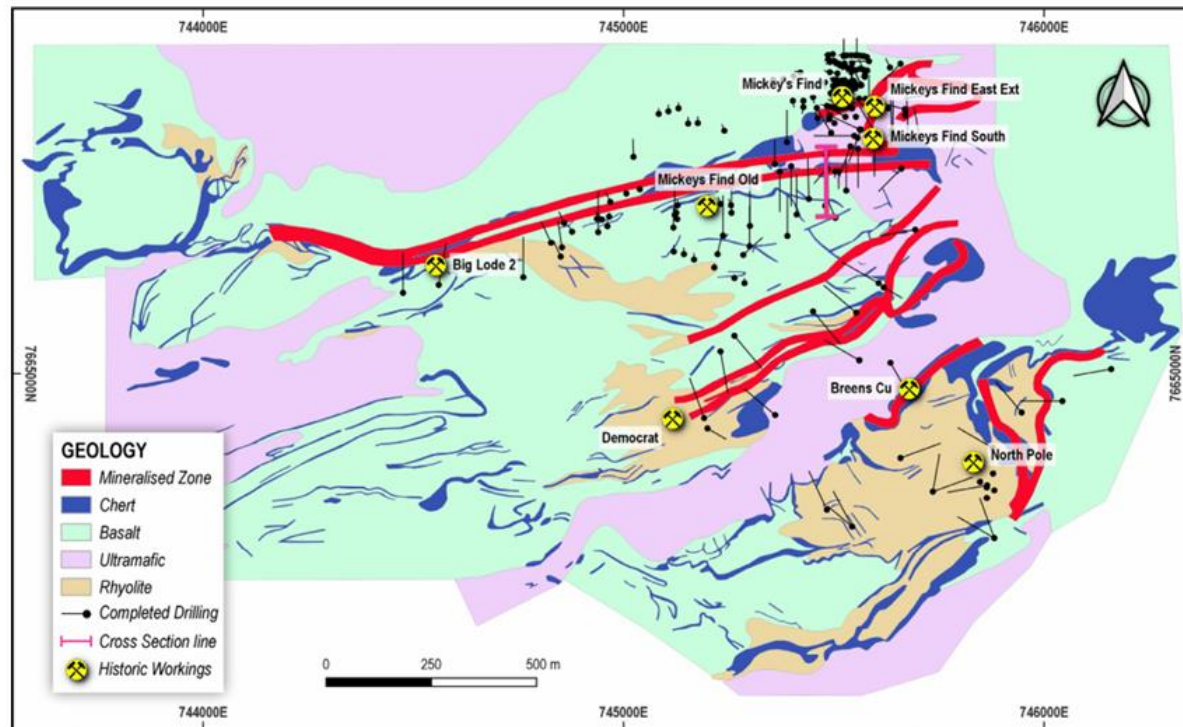 744000E
745000E
746000E
Mickey's Find
Mickeys Find East Ext
Mickeys Find South
Mickeys Find Old
Big Lode 2
7665000N
7665000N
Breens Cu
Democrat
North Pole
GEOLOGY
Mineralised Zone
Chert
Basalt
Ultramafic
Rhyolite
Completed Drilling
Cross Section line
Historic Workings
0
250
500 m
744000E
745000E
746000E